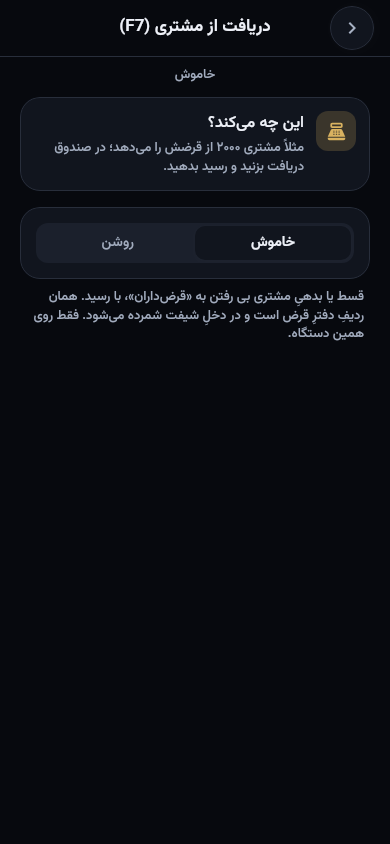 دریافت از مشتری (F7)
خاموش
این چه می‌کند؟
مثلاً مشتری ۲۰۰۰ از قرضش را می‌دهد؛ در صندوق
دریافت بزنید و رسید بدهید.
خاموش
روشن
قسط یا بدهیِ مشتری بی رفتن به «قرض‌داران»، با رسید. همان
ردیفِ دفترِ قرض است و در دخلِ شیفت شمرده می‌شود. فقط روی
همین دستگاه.